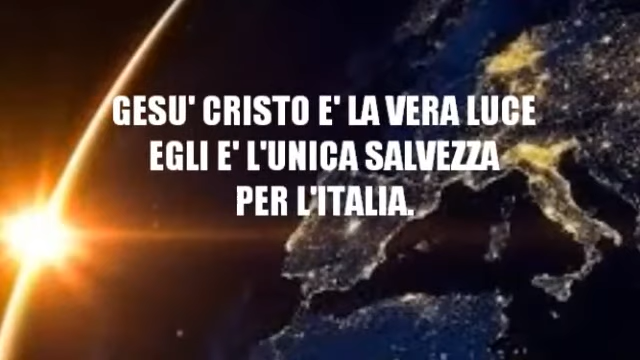 GESU' CRISTO E' LA VERA LUCE
EGLI E' L'UNICA SALVEZZA
PER L'ITALIA.